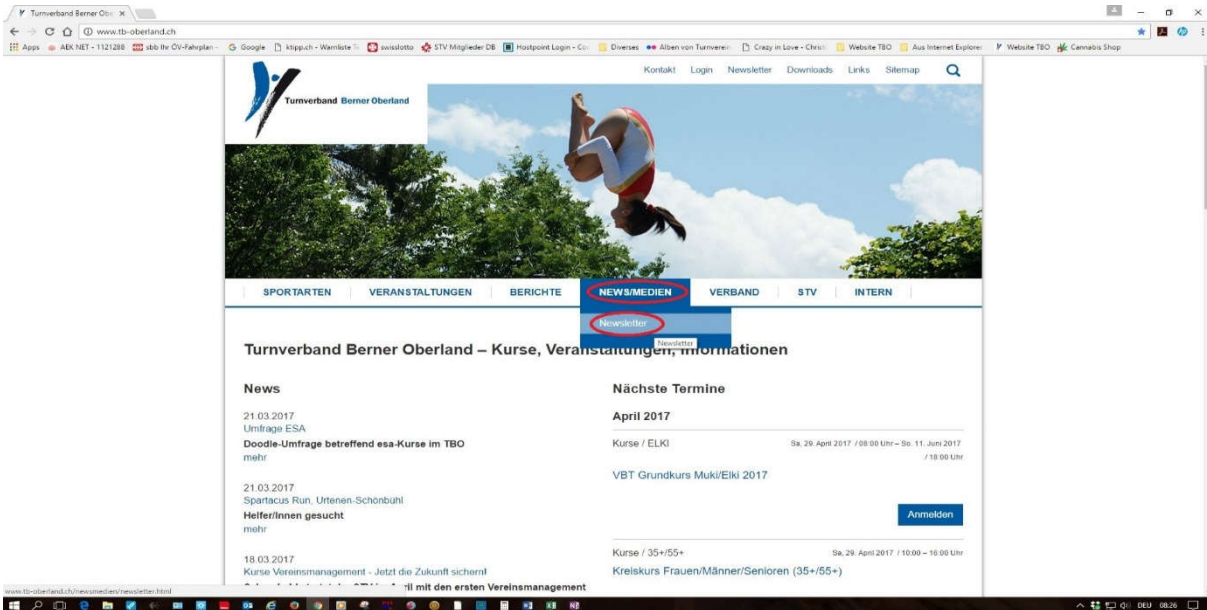 Turnverband Berner Obe
www.tb-oberland.ch
Apps AEK NET - 1121288 sbb Ihr ÖV-Fahrplan - Google ktipp.ch - Warnliste swisslotto STV Mitglieder DB Hostpoint Login - Diverses Alben von Turnverein Crazy in Love - Christi Website TBO Aus Internet Explorer Website TBO Cannabis Shop
Kontakt Login Newsletter Downloads Links Sitemap
Turnverband Berner Oberland
SPORTARTEN VERANSTALTUNGEN BERICHTE NEWS/MEDIEN VERBAND STV INTERN
Newsletter
Newsletter
Turnverband Berner Oberland – Kurse, Veranstaltungen, Informationen
News
21.03.2017
Umfrage ESA
Doodle-Umfrage betreffend esa-Kurse im TBO
mehr
21.03.2017
Spartacus Run, Urtenen-Schönbühl
Helfer/Innen gesucht
mehr
18.03.2017
Kurse Vereinsmanagement - Jetzt die Zukunft sichern!
mit den ersten Vereinsmanagement
Nächste Termine
April 2017
Kurse / ELKI
Sa, 29. April 2017 / 08:00 Uhr – So. 11. Juni 2017
/ 18:00 Uhr
VBT Grundkurs Muki/Elki 2017
Anmelden
Kurse / 35+/55+
Sa, 29. April 2017 / 10:00 – 16:00 Uhr
Kreiskurs Frauen/Männer/Senioren (35+/55+)
www.tb-oberland.ch/newsmedien/newsletter.html
DEU 08:26